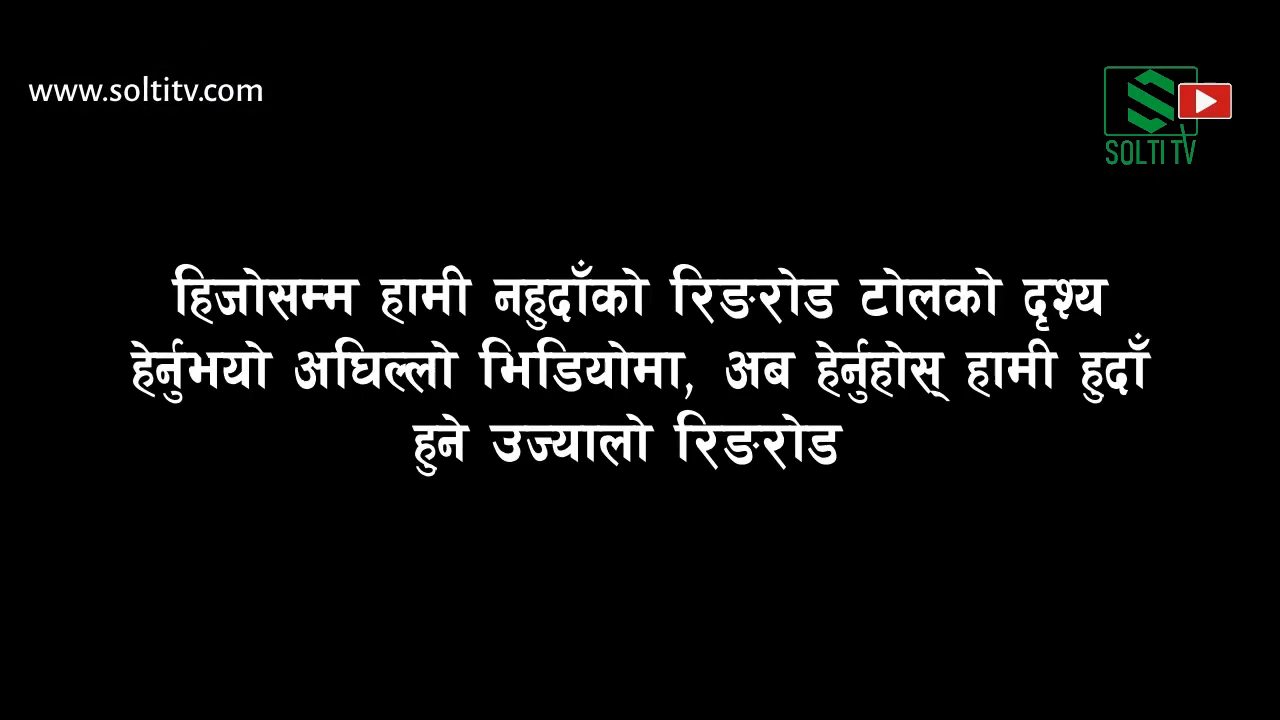 www.soltitv.com
SOLTI TV
हिजोसम्म हामी नहुदाँको रिङरोड टोलको दृश्य
हेर्नुभयो अघिल्लो भिडियोमा, अब हेर्नुहोस् हामी हुदाँ
हुने उज्यालो रिङरोड